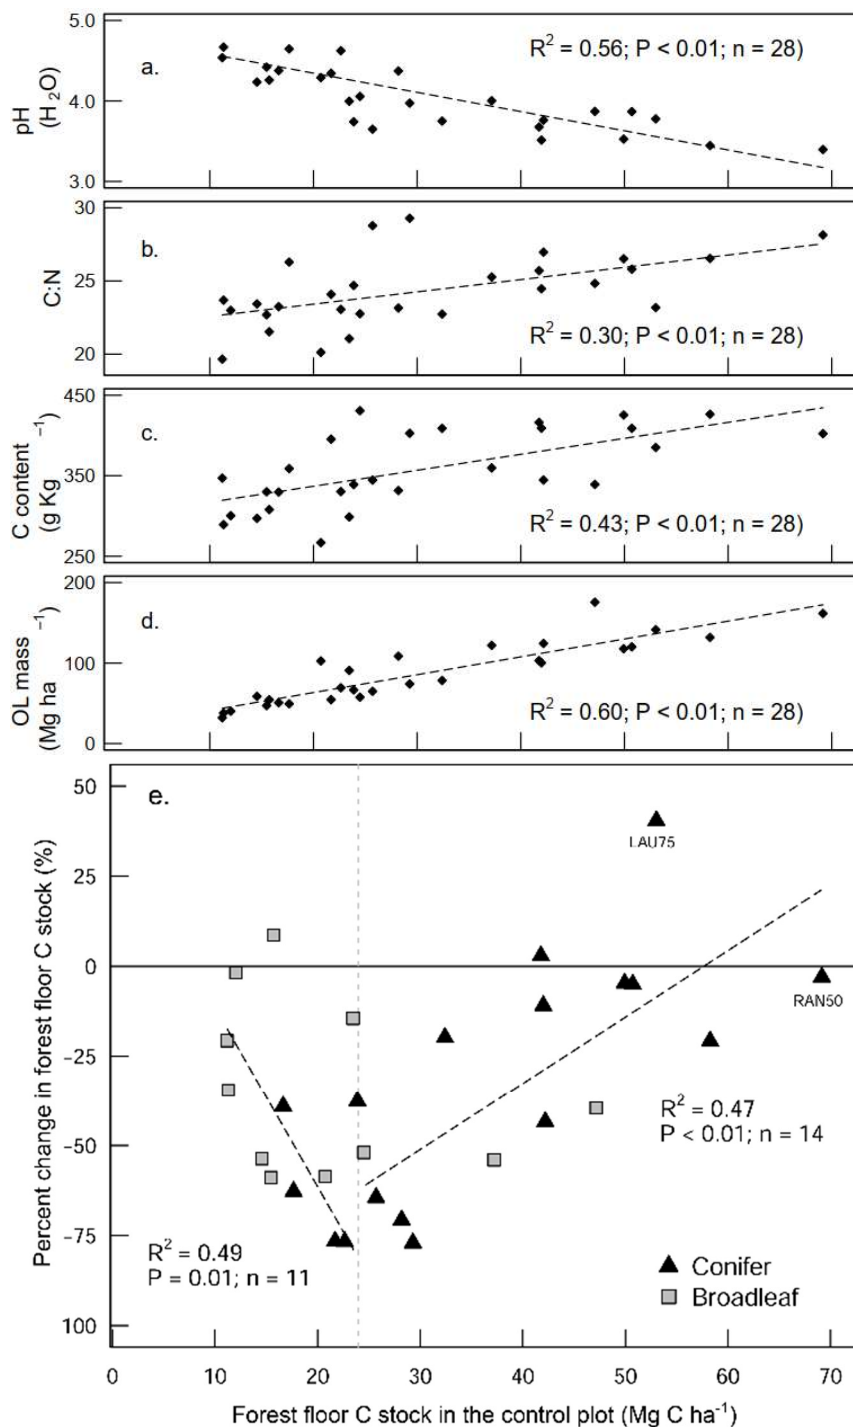 5.0
4.0
3.0
pH
(H2O)
a.
R2 = 0.56; P < 0.01; n = 28)
30
25
20
C:N
b.
R2 = 0.30; P < 0.01; n = 28)
450
350
250
C content
(g Kg −1)
c.
R2 = 0.43; P < 0.01; n = 28)
200
100
0
OL mass
(Mg ha −1)
d.
R2 = 0.60; P < 0.01; n = 28)
e.
50
25
0
−25
−50
−75
100
Percent change in forest floor C stock (%)
LAU75
RAN50
R2 = 0.47
P < 0.01; n = 14
R2 = 0.49
P = 0.01; n = 11
Conifer
Broadleaf
0 10 20 30 40 50 60 70
Forest floor C stock in the control plot (Mg C ha−1)